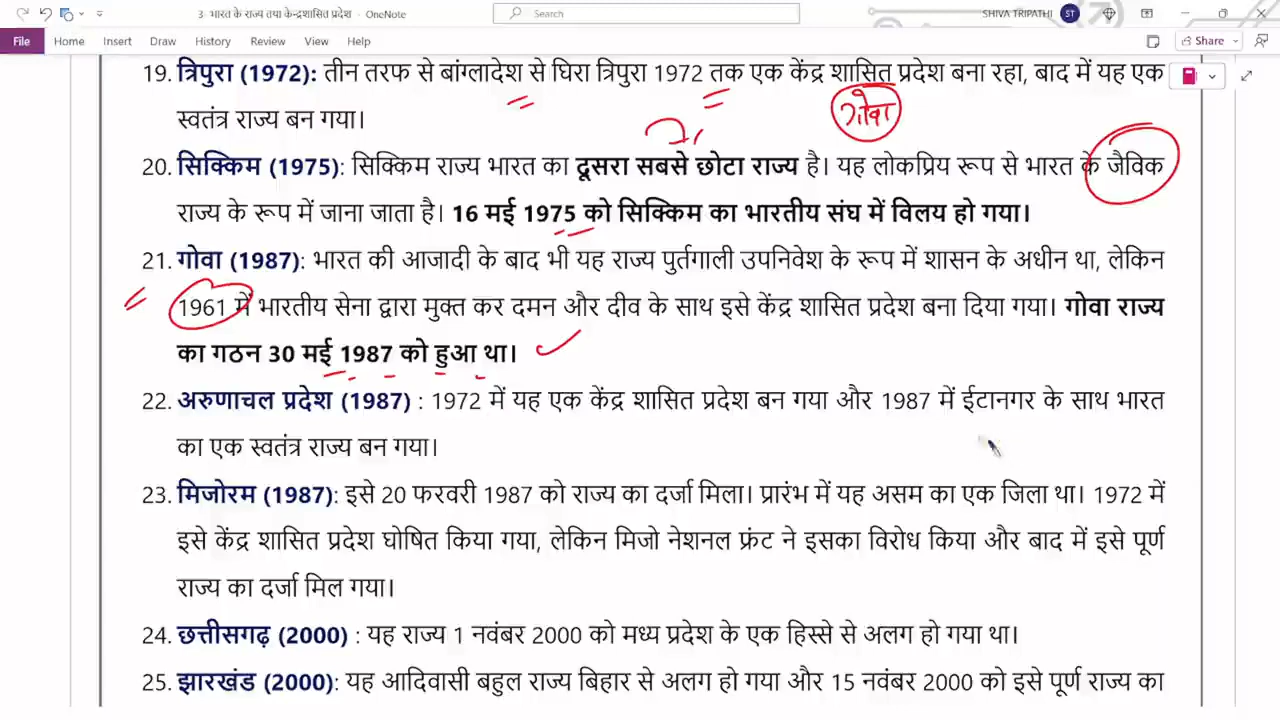 3- भारत के राज्य तथा केन्द्रशासित प्रदेश - OneNote
Search
SHIVA TRIPATHI ST
File Home Insert Draw History Review View Help Share
19. त्रिपुरा (1972): तीन तरफ से बांग्लादेश से घिरा त्रिपुरा 1972 तक एक केंद्र शासित प्रदेश बना रहा, बाद में यह एक
स्वतंत्र राज्य बन गया।
गोवा
20. सिक्किम (1975): सिक्किम राज्य भारत का दूसरा सबसे छोटा राज्य है। यह लोकप्रिय रूप से भारत के जैविक
राज्य के रूप में जाना जाता है। 16 मई 1975 को सिक्किम का भारतीय संघ में विलय हो गया।
21. गोवा (1987): भारत की आजादी के बाद भी यह राज्य पुर्तगाली उपनिवेश के रूप में शासन के अधीन था, लेकिन
1961 में भारतीय सेना द्वारा मुक्त कर दमन और दीव के साथ इसे केंद्र शासित प्रदेश बना दिया गया। गोवा राज्य
का गठन 30 मई 1987 को हुआ था।
22. अरुणाचल प्रदेश (1987) : 1972 में यह एक केंद्र शासित प्रदेश बन गया और 1987 में ईटानगर के साथ भारत
का एक स्वतंत्र राज्य बन गया।
23. मिजोरम (1987): इसे 20 फरवरी 1987 को राज्य का दर्जा मिला। प्रारंभ में यह असम का एक जिला था। 1972 में
इसे केंद्र शासित प्रदेश घोषित किया गया, लेकिन मिजो नेशनल फ्रंट ने इसका विरोध किया और बाद में इसे पूर्ण
राज्य का दर्जा मिल गया।
24. छत्तीसगढ़ (2000) : यह राज्य 1 नवंबर 2000 को मध्य प्रदेश के एक हिस्से से अलग हो गया था।
25. झारखंड (2000): यह आदिवासी बहुल राज्य बिहार से अलग हो गया और 15 नवंबर 2000 को इसे पूर्ण राज्य का